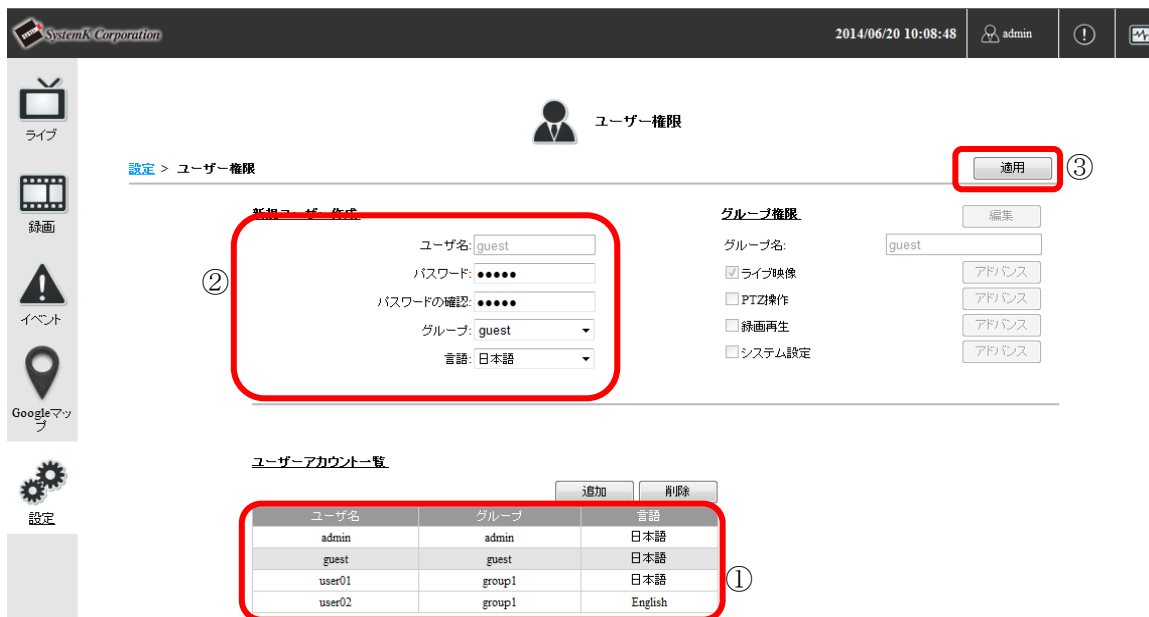 SystemK Corporation
2014/06/20 10:08:48
admin
ライブ
録画
イベント
Googleマッ
プ
設定
ユーザー権限
設定 > ユーザー権限
適用
③
新規ユーザー作成
②
ユーザ名: guest
パスワード: ●●●●●
パスワードの確認: ●●●●●
グループ: guest
言語: 日本語
グループ権限
編集
グループ名: guest
ライブ映像 アドバンス
PTZ操作 アドバンス
録画再生 アドバンス
システム設定 アドバンス
ユーザーアカウント一覧
追加 削除
ユーザ名 グループ 言語
admin admin 日本語
guest guest 日本語
user01 group1 日本語
user02 group1 English
①